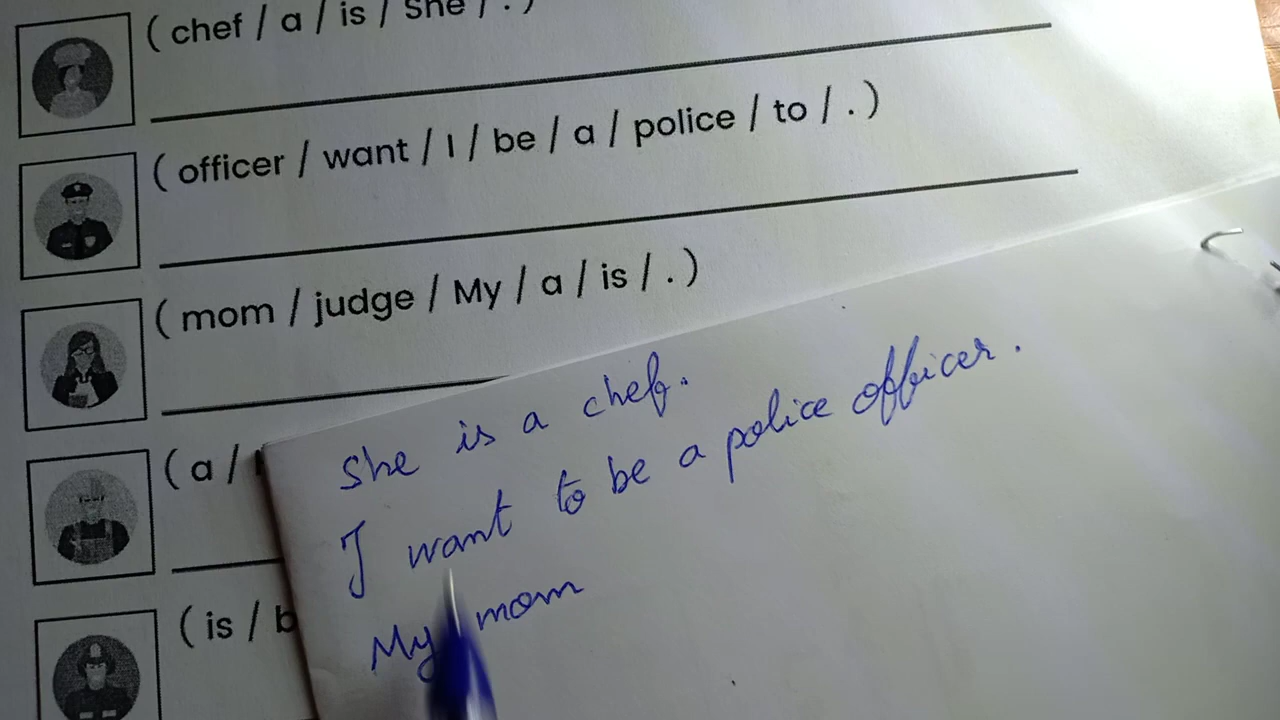 ( chef / a / is / She / . )
( officer / want / I / be / a / police / to / . )
( mom / judge / My / a / is / . )
( a /
( is /
She is a chef.
I want to be a police officer.
My mom